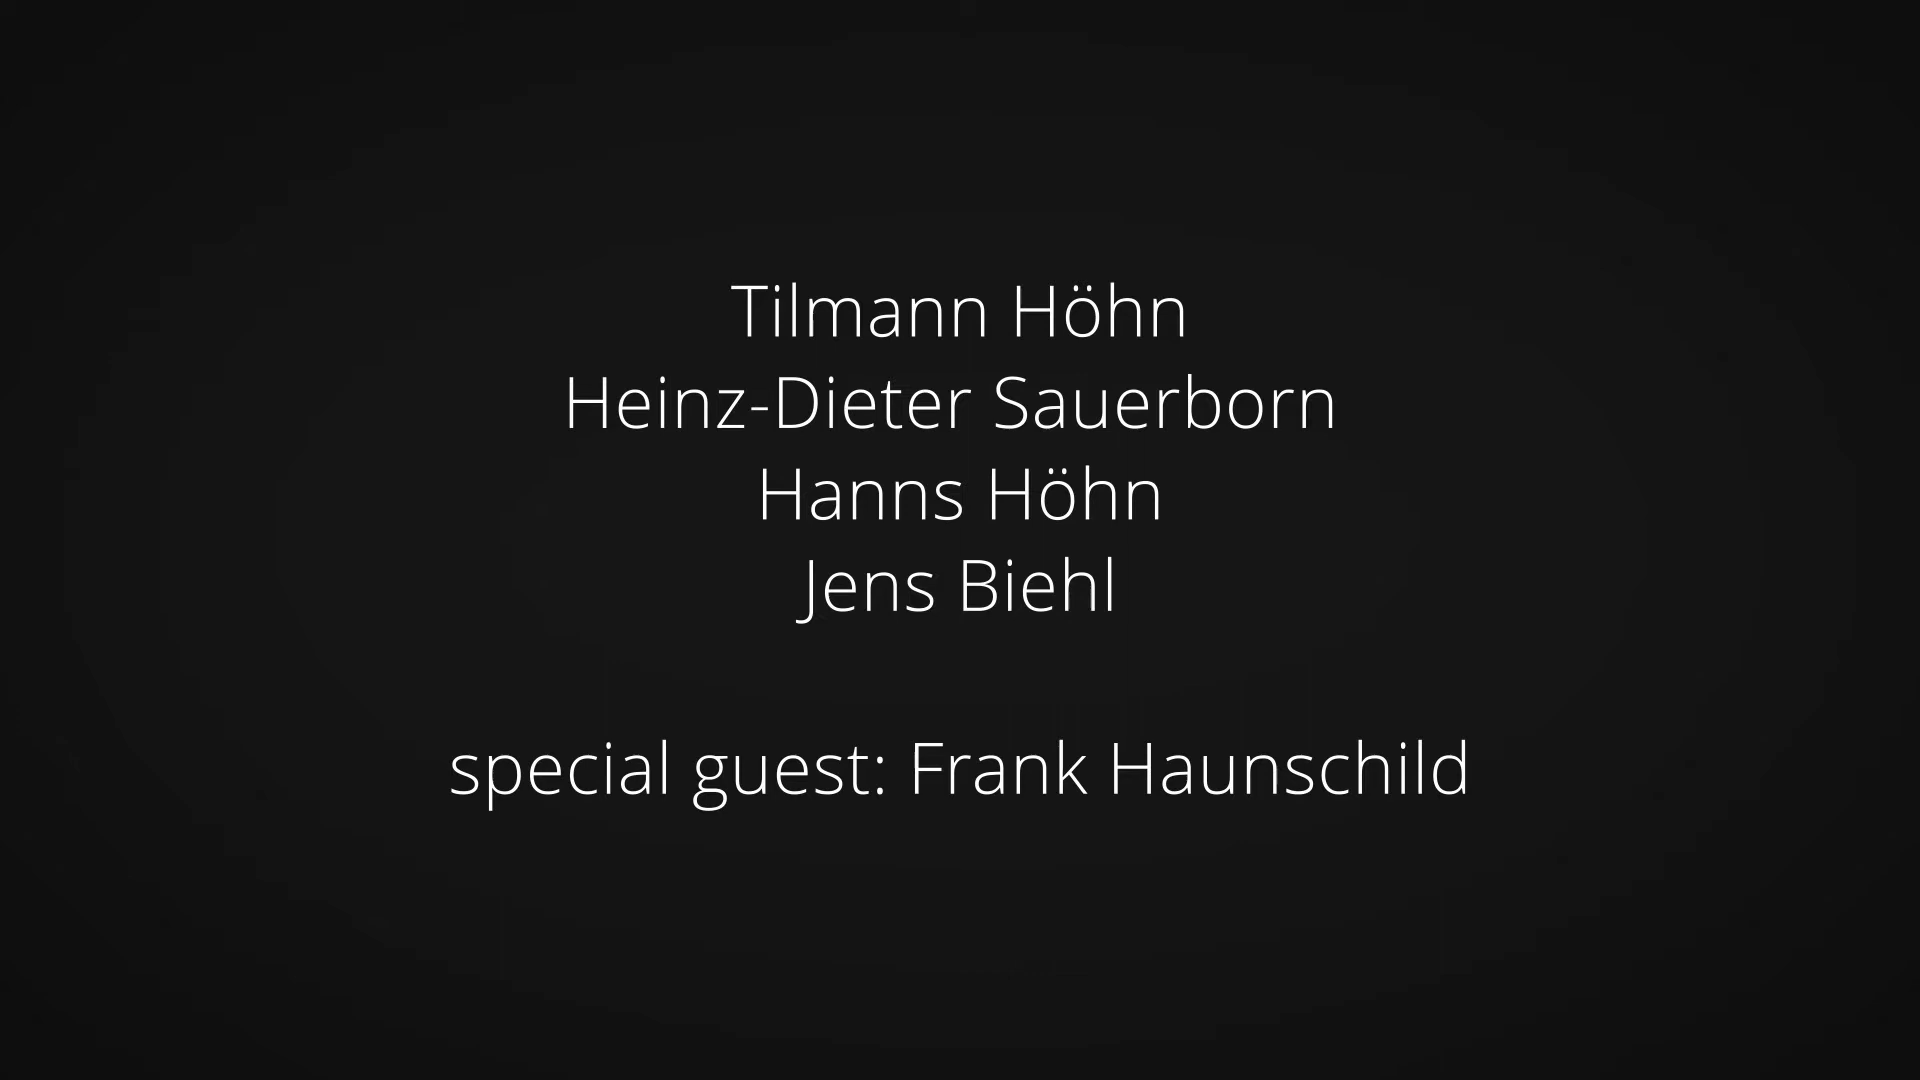 Tilmann Höhn
Heinz-Dieter Sauerborn
Hanns Höhn
Jens Biehl
special guest: Frank Haunschild